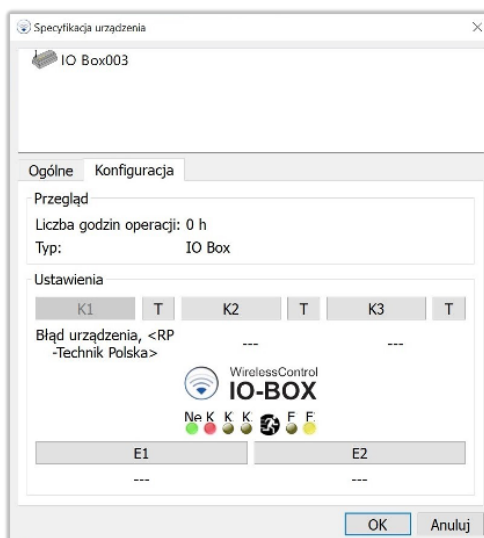 Specyfikacja urządzenia
IO Box003
Ogólne Konfiguracja
Przegląd
Liczba godzin operacji: 0 h
Typ: IO Box
Ustawienia
K1 T K2 T K3 T
Błąd urządzenia, <RP
-Technik Polska>
--- ---
WirelessControl
IO-BOX
Ne K K K E E
E1 E2
--- ---
OK Anuluj